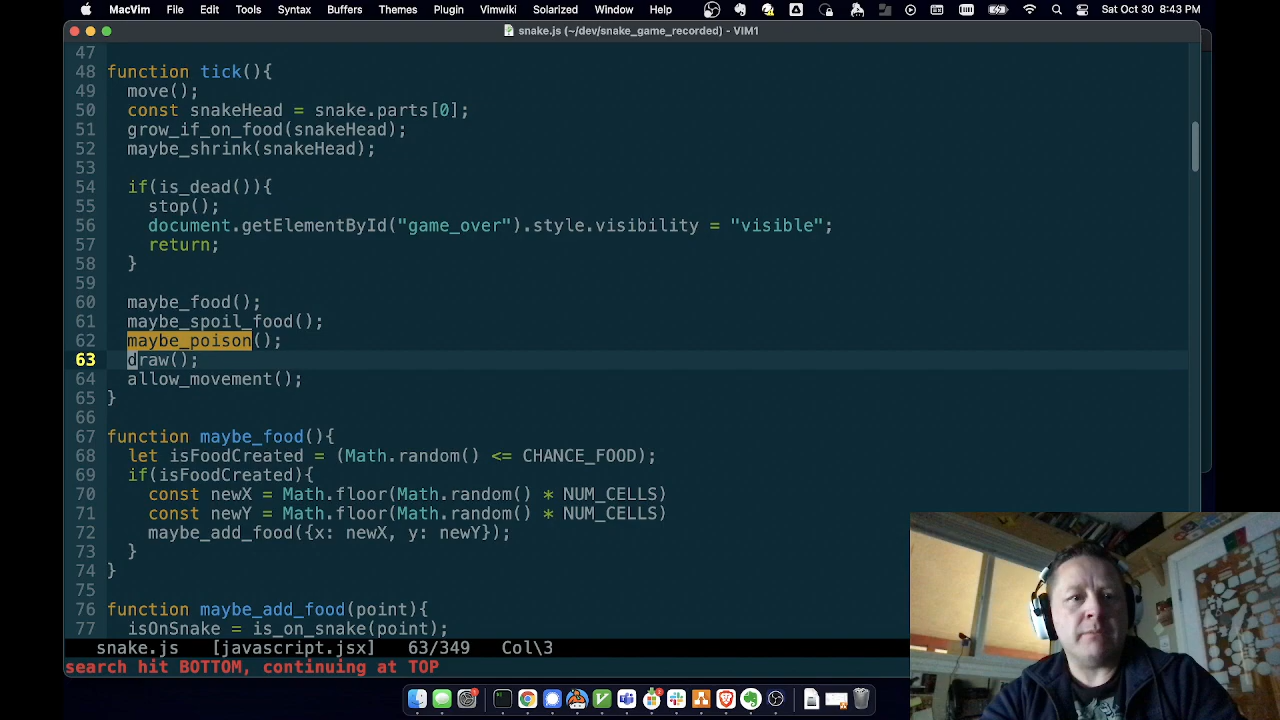 MacVim File Edit Tools Syntax Buffers Themes Plugin Vimwiki Solarized Window Help Sat Oct 30 8:43 PM
snake.js (~/dev/snake_game_recorded) - VIM1
47
48 function tick(){
49 move();
50 const snakeHead = snake.parts[0];
51 grow_if_on_food(snakeHead);
52 maybe_shrink(snakeHead);
53
54 if(is_dead()){
55 stop();
56 document.getElementById("game_over").style.visibility = "visible";
57 return;
58 }
59
60 maybe_food();
61 maybe_spoil_food();
62 maybe_poison();
63 draw();
64 allow_movement();
65 }
66
67 function maybe_food(){
68 let isFoodCreated = (Math.random() <= CHANCE_FOOD);
69 if(isFoodCreated){
70 const newX = Math.floor(Math.random() * NUM_CELLS)
71 const newY = Math.floor(Math.random() * NUM_CELLS)
72 maybe_add_food({x: newX, y: newY});
73 }
74 }
75
76 function maybe_add_food(point){
77 isOnSnake = is_on_snake(point);
snake.js [javascript.jsx] 63/349 Col\3
search hit BOTTOM, continuing at TOP